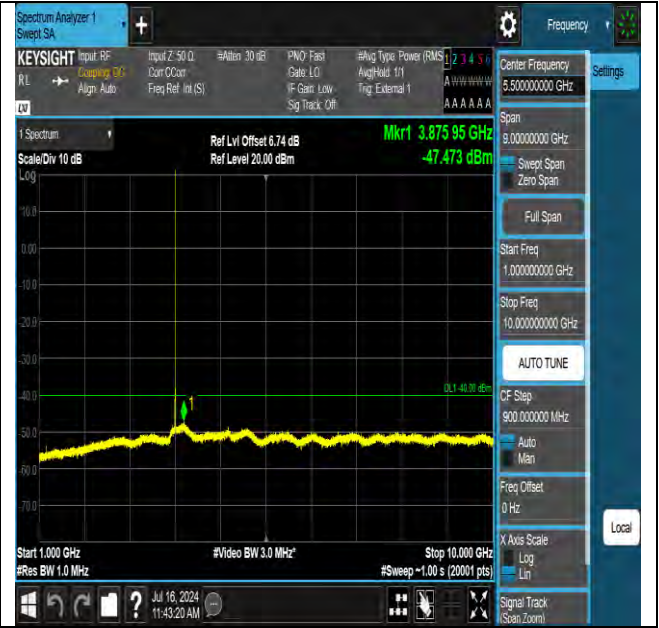 Spectrum Analyzer 1
Swept SA
Frequency
KEYSIGHT
RL
Input: RF
Coupling: DC
Align: Auto
Input Z: 50 Ω
Corr CCorr
Freq Ref: Int (S)
#Atten: 30 dB
PNO: Fast
Gate: LO
IF Gain: Low
Sig Track: Off
#Avg Type: Power (RMS
Avg|Hold: 1/1
Trig: External 1
1 2 3 4 5 6
A W W W W W
A A A A A A
LW
1 Spectrum
Scale/Div 10 dB
Log
Ref Lvl Offset 6.74 dB
Ref Level 20.00 dBm
Mkr1 3.875 95 GHz
-47.473 dBm
10.0
0.00
-10.0
-20.0
-30.0
-40.0
-50.0
-60.0
-70.0
1
Start 1.000 GHz
#Res BW 1.0 MHz
#Video BW 3.0 MHz*
Stop 10.000 GHz
#Sweep ~1.00 s (20001 pts)
Jul 16, 2024
11:43:20 AM
Center Frequency
5.500000000 GHz
Settings
Span
9.00000000 GHz
Swept Span
Zero Span
Full Span
Start Freq
1.000000000 GHz
Stop Freq
10.000000000 GHz
AUTO TUNE
CF Step
900.000000 MHz
Auto
Man
Freq Offset
0 Hz
X Axis Scale
Log
Lin
Local
Signal Track
(Span Zoom)